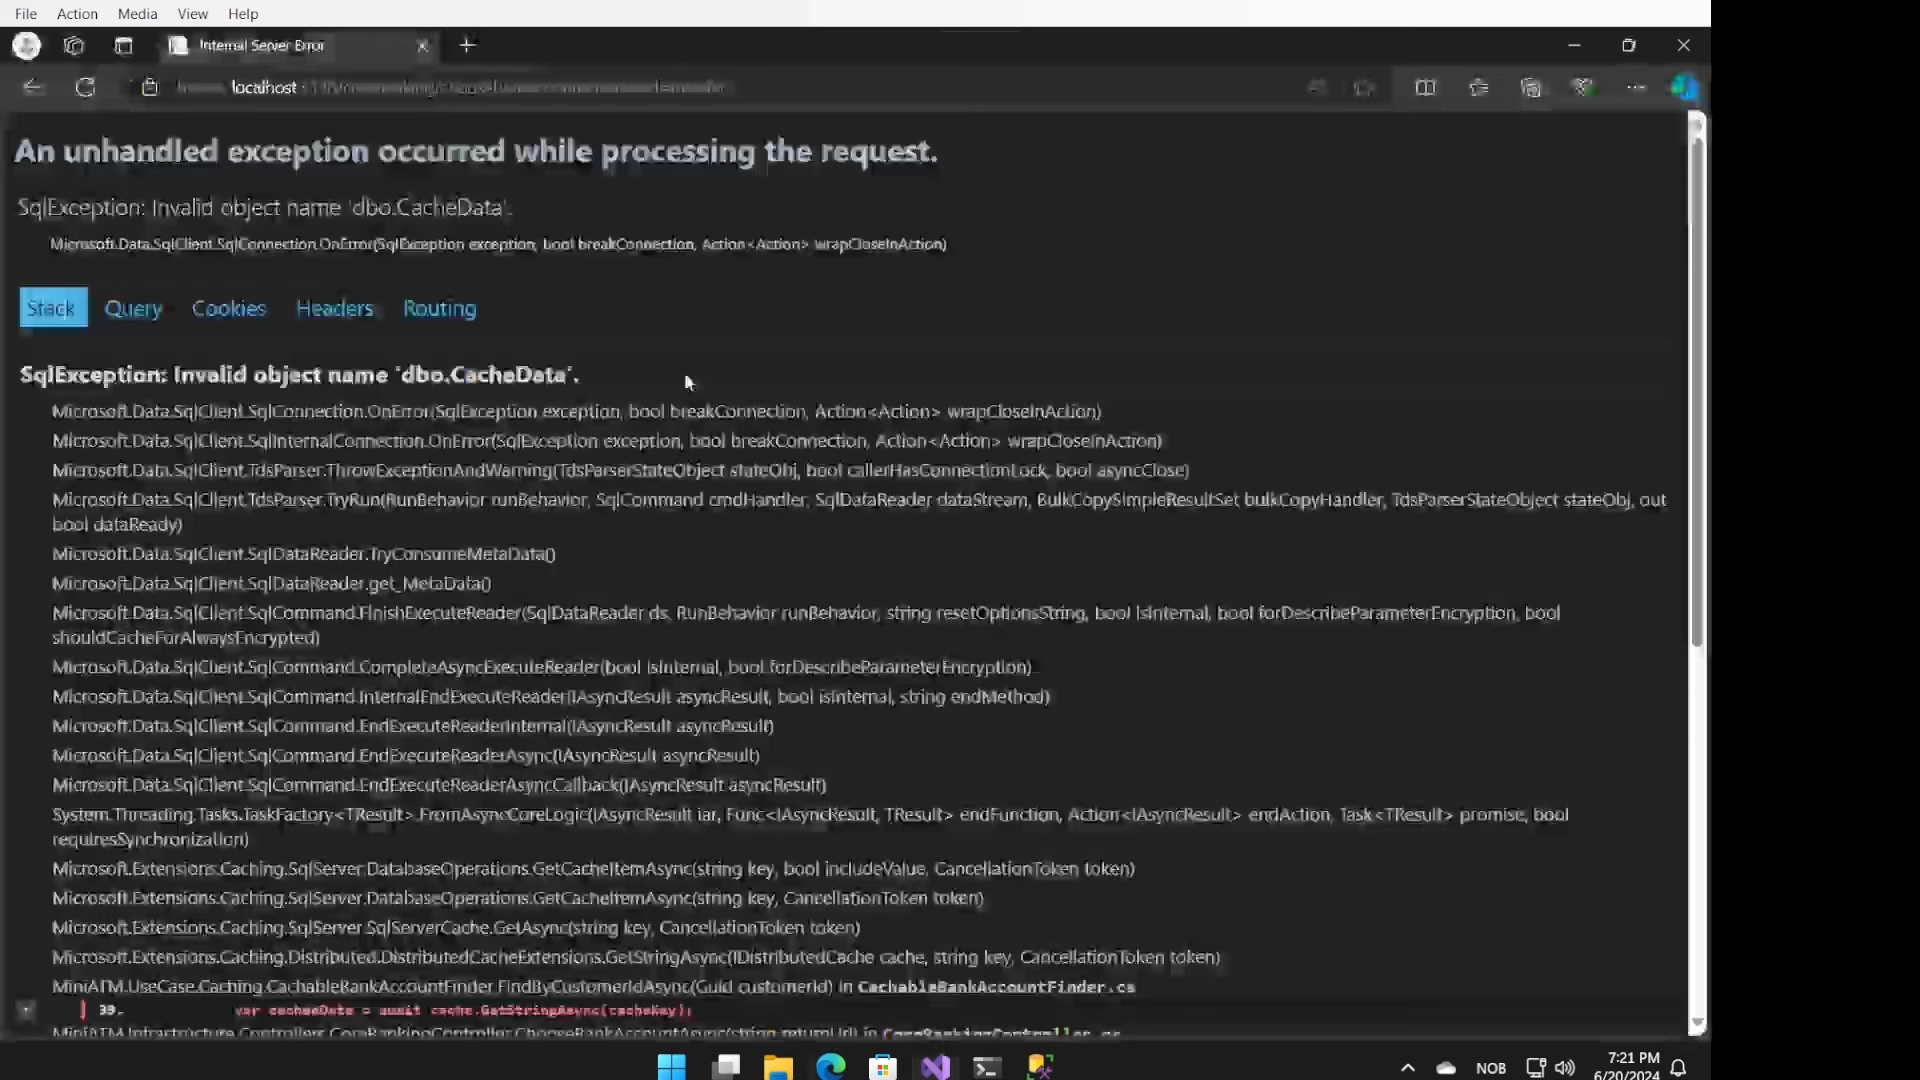 File Action Media View Help
Internal Server Error
localhost
An unhandled exception occurred while processing the request.
SqlException: Invalid object name 'dbo.CacheData'.
Microsoft.Data.SqlClient.SqlConnection.OnError(SqlException exception, bool breakConnection, Action<Action> wrapCloseInAction)
Stack Query Cookies Headers Routing
SqlException: Invalid object name 'dbo.CacheData'.
Microsoft.Data.SqlClient.SqlConnection.OnError(SqlException exception, bool breakConnection, Action<Action> wrapCloseInAction)
Microsoft.Data.SqlClient.SqlInternalConnection.OnError(SqlException exception, bool breakConnection, Action<Action> wrapCloseInAction)
Microsoft.Data.SqlClient.TdsParser.ThrowExceptionAndWarning(TdsParserStateObject stateObj, bool callerHasConnectionLock, bool asyncClose)
Microsoft.Data.SqlClient.TdsParser.TryRun(RunBehavior runBehavior, SqlCommand cmdHandler, SqlDataReader dataStream, BulkCopySimpleResultSet bulkCopyHandler, TdsParserStateObject stateObj, out
bool dataReady)
Microsoft.Data.SqlClient.SqlDataReader.TryConsumeMetaData()
Microsoft.Data.SqlClient.SqlDataReader.get_MetaData()
Microsoft.Data.SqlClient.SqlCommand.FinishExecuteReader(SqlDataReader ds, RunBehavior runBehavior, string resetOptionsString, bool isInternal, bool forDescribeParameterEncryption, bool
shouldCacheForAlwaysEncrypted)
Microsoft.Data.SqlClient.SqlCommand.CompleteAsyncExecuteReader(bool isInternal, bool forDescribeParameterEncryption)
Microsoft.Data.SqlClient.SqlCommand.InternalEndExecuteReader(IAsyncResult asyncResult, bool isInternal, string endMethod)
Microsoft.Data.SqlClient.SqlCommand.EndExecuteReaderInternal(IAsyncResult asyncResult)
Microsoft.Data.SqlClient.SqlCommand.EndExecuteReaderAsync(IAsyncResult asyncResult)
Microsoft.Data.SqlClient.SqlCommand.EndExecuteReaderAsyncCallback(IAsyncResult asyncResult)
System.Threading.Tasks.TaskFactory<TResult>.FromAsyncCoreLogic(IAsyncResult iar, Func<IAsyncResult, TResult> endFunction, Action<IAsyncResult> endAction, Task<TResult> promise, bool
requiresSynchronization)
Microsoft.Extensions.Caching.SqlServer.DatabaseOperations.GetCacheItemAsync(string key, bool includeValue, CancellationToken token)
Microsoft.Extensions.Caching.SqlServer.DatabaseOperations.GetCacheItemAsync(string key, CancellationToken token)
Microsoft.Extensions.Caching.SqlServer.SqlServerCache.GetAsync(string key, CancellationToken token)
Microsoft.Extensions.Caching.Distributed.DistributedCacheExtensions.GetStringAsync(IDistributedCache cache, string key, CancellationToken token)
MiniATM.UseCase.Caching.CachableBankAccountFinder.FindByCustomerIdAsync(Guid customerId) in CachableBankAccountFinder.cs
39. var cachedData = await cache.GetStringAsync(cacheKey);
MiniATM.Infrastructure.Controllers.CoreBankingController.ChooseBankAccountAsync(string returnUrl) in CoreBankingController.cs
NOB
7:21 PM
6/20/2024